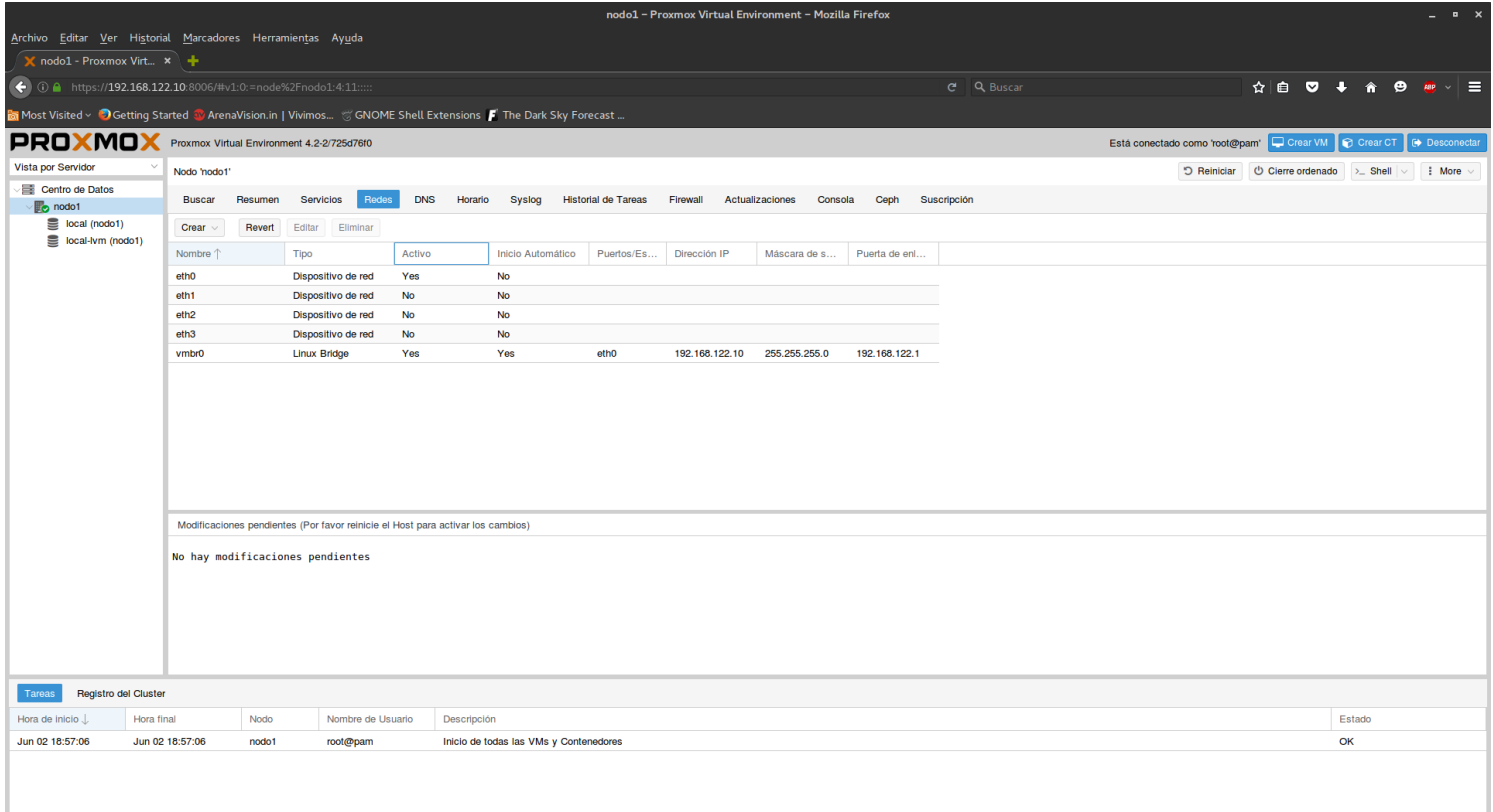 nodo1 - Proxmox Virtual Environment - Mozilla Firefox
Archivo Editar Ver Historial Marcadores Herramientas Ayuda
nodo1 - Proxmox Virt...
https://192.168.122.10:8006/#v1:0:=node%2Fnodo1:4:11:::::
Buscar
ABP
Most Visited Getting Started ArenaVision.in | Vivimos... GNOME Shell Extensions The Dark Sky Forecast ...
PROXMOX Proxmox Virtual Environment 4.2-2/725d76f0 Está conectado como 'root@pam' Crear VM Crear CT Desconectar
Vista por Servidor
Centro de Datos
nodo1
local (nodo1)
local-lvm (nodo1)
Nodo 'nodo1' Reiniciar Cierre ordenado Shell More
Buscar Resumen Servicios Redes DNS Horario Syslog Historial de Tareas Firewall Actualizaciones Consola Ceph Suscripción
Crear Revert Editar Eliminar
Nombre Tipo Activo Inicio Automático Puertos/Es... Dirección IP Máscara de s... Puerta de enl...
eth0 Dispositivo de red Yes No
eth1 Dispositivo de red No No
eth2 Dispositivo de red No No
eth3 Dispositivo de red No No
vmbr0 Linux Bridge Yes Yes eth0 192.168.122.10 255.255.255.0 192.168.122.1
Modificaciones pendientes (Por favor reinicie el Host para activar los cambios)
No hay modificaciones pendientes
Tareas Registro del Cluster
Hora de inicio Hora final Nodo Nombre de Usuario Descripción Estado
Jun 02 18:57:06 Jun 02 18:57:06 nodo1 root@pam Inicio de todas las VMs y Contenedores OK